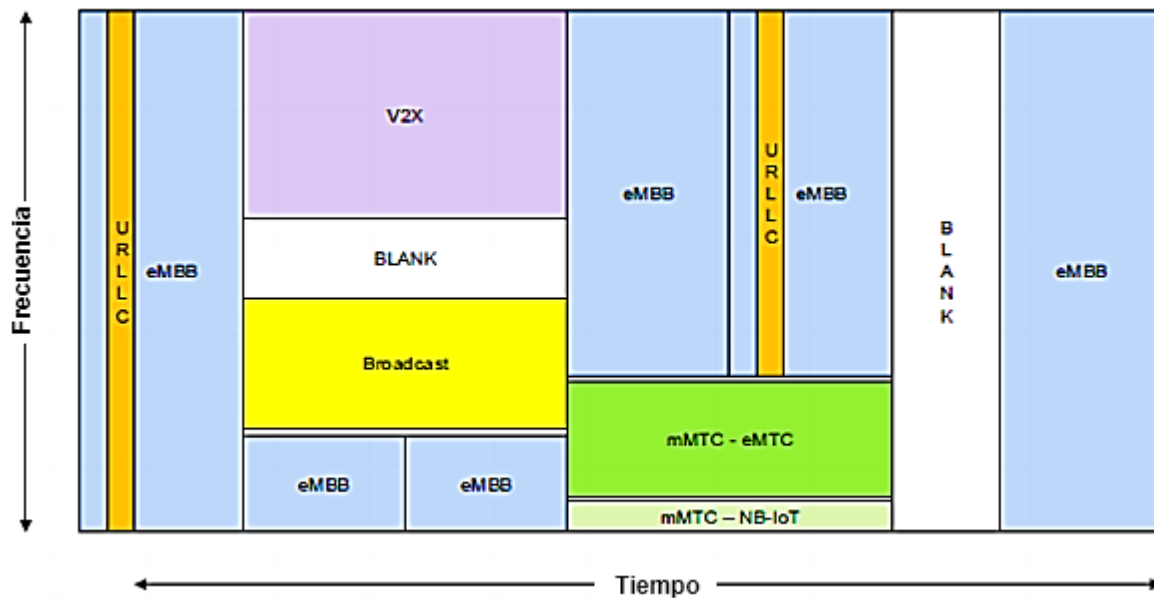 Frecuencia
URLLC
eMBB
V2X
BLANK
Broadcast
eMBB
eMBB
eMBB
URLLC
eMBB
mMTC - eMTC
mMTC – NB-IoT
BLANK
eMBB
Tiempo